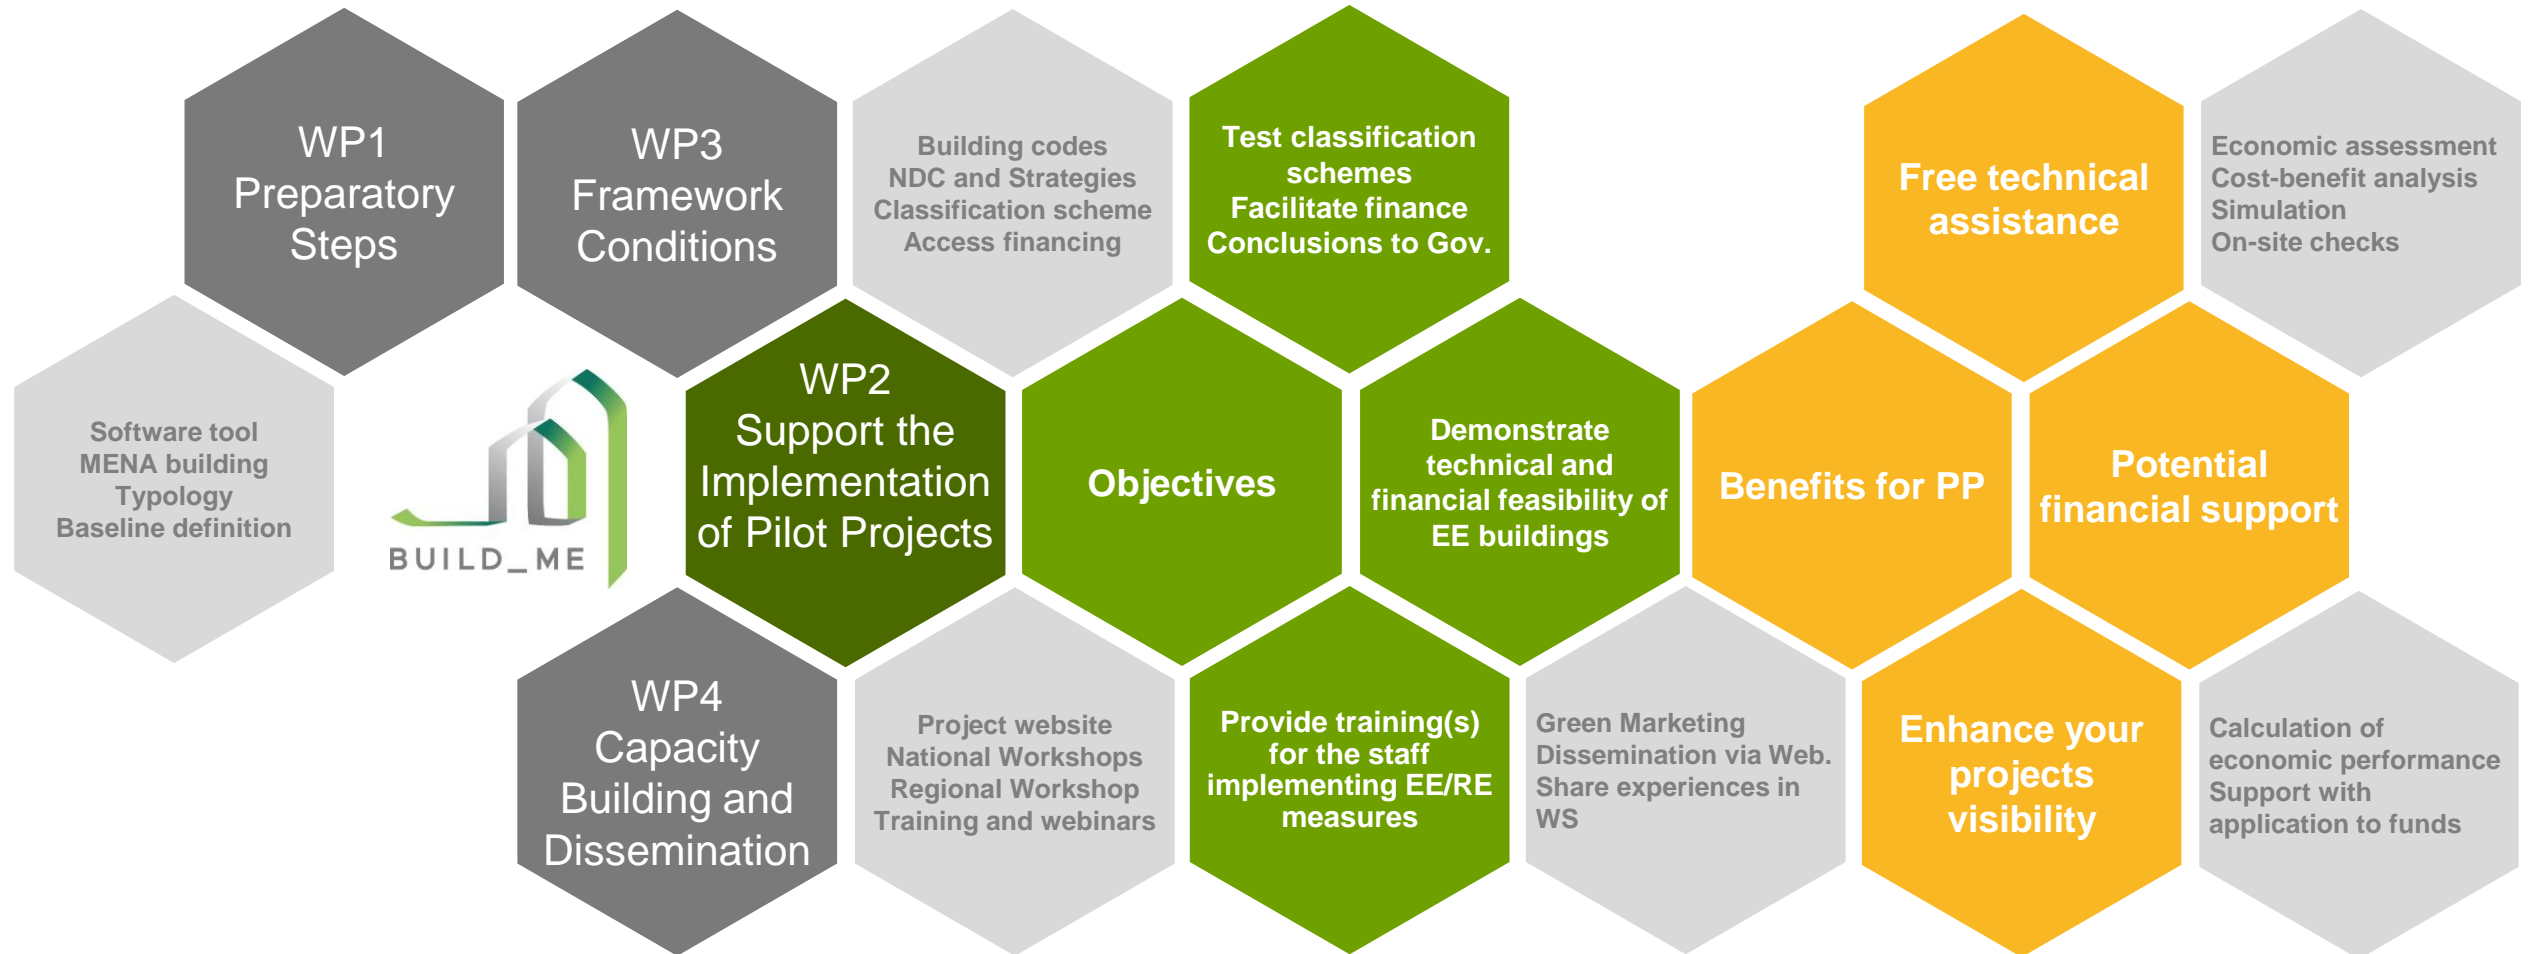 WP1
Preparatory
Steps
WP3
Framework
Conditions
Building codes
NDC and Strategies
Classification scheme
Access financing
Test classification
schemes
Facilitate finance
Conclusions to Gov.
Free technical
assistance
Economic assessment
Cost-benefit analysis
Simulation
On-site checks
Software tool
MENA building
Typology
Baseline definition
BUILD_ME
WP2
Support the
Implementation
of Pilot Projects
Objectives
Demonstrate
technical and
financial feasibility of
EE buildings
Benefits for PP
Potential
financial support
WP4
Capacity
Building and
Dissemination
Project website
National Workshops
Regional Workshop
Training and webinars
Provide training(s)
for the staff
implementing EE/RE
measures
Green Marketing
Dissemination via Web.
Share experiences in
WS
Enhance your
projects
visibility
Calculation of
economic performance
Support with
application to funds